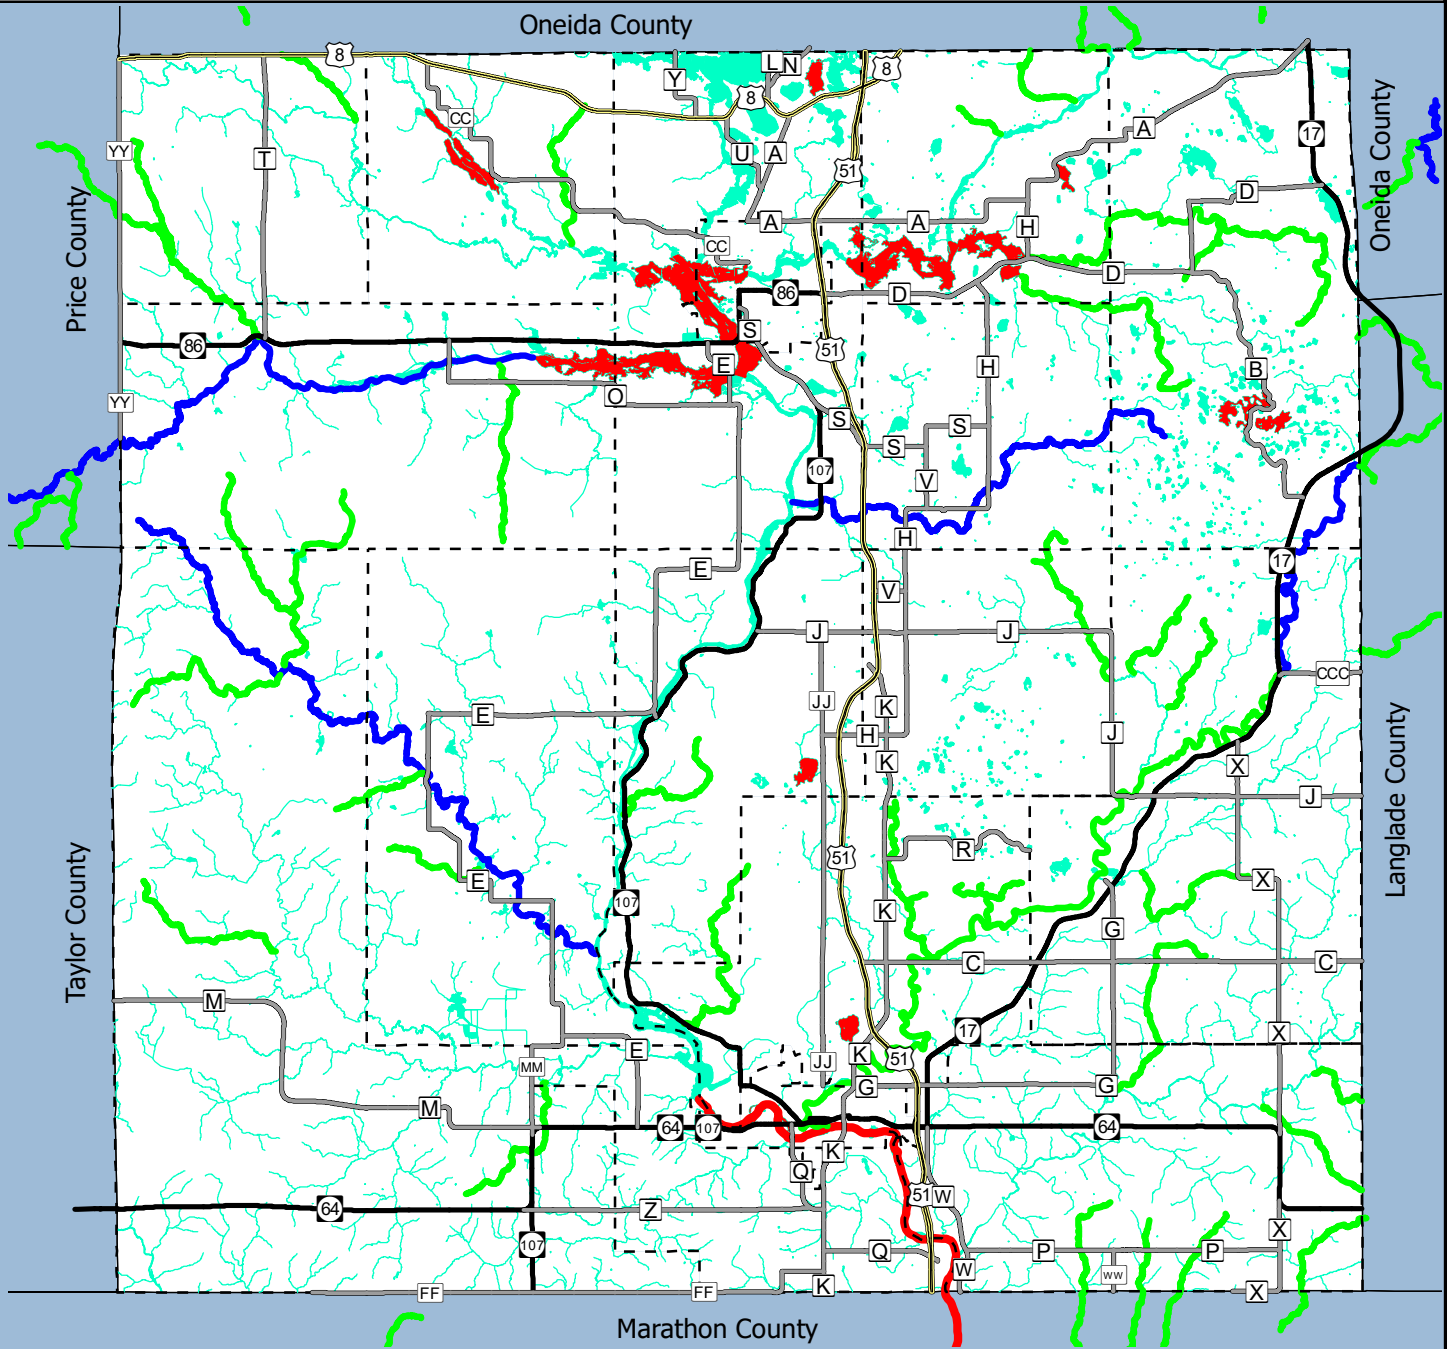 Oneida County
8
L N
8
Y
8
CC
A
17
YY
T
U
A
51
Oneida County
D
Price County
A
A
H
CC
D
86
D
S
86
51
E
H
B
YY
O
S
S
S
107
V
H
17
E
V
J
J
CCC
JJ
K
E
H
J
K
X
J
Langlade County
51
R
E
X
K
107
G
Taylor County
C
C
M
17
X
E
K
51
MM
JJ
G
G
M
64
107
64
K
Q
51
W
64
Z
X
107
Q
P
P
W
WW
FF
FF
K
X
Marathon County